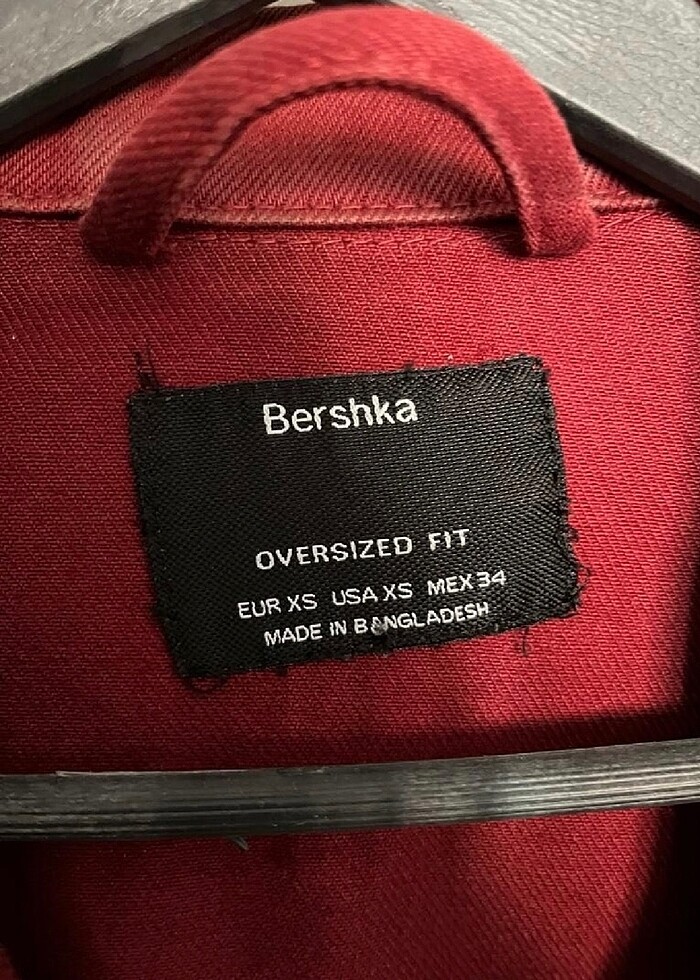 Bershka
OVERSIZED FIT
EUR XS USA XS MEX 34
MADE IN BANGLADESH